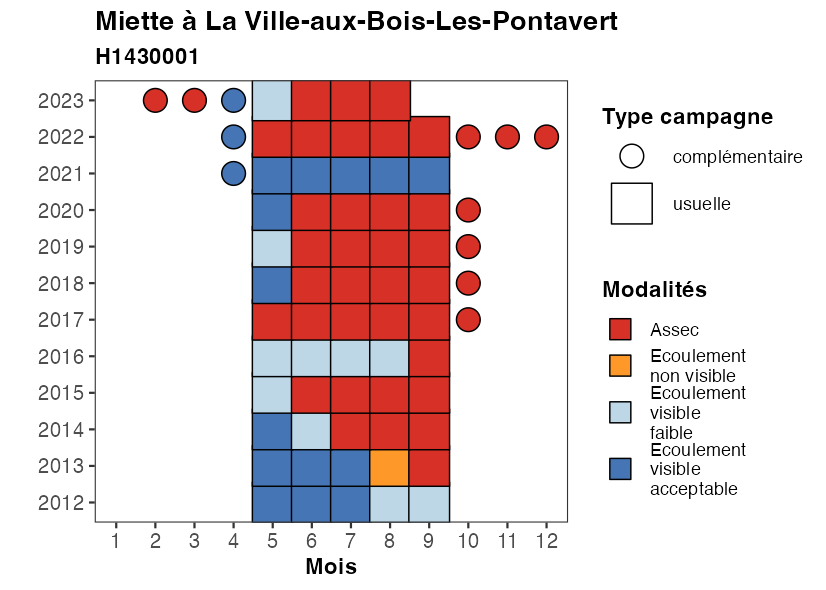 Miette à La Ville-aux-Bois-Les-Pontavert
H1430001
2023
2022
2021
2020
2019
2018
2017
2016
2015
2014
2013
2012
1 2 3 4 5 6 7 8 9 10 11 12
Mois
Type campagne
complémentaire
usuelle
Modalités
Assec
Ecoulement
non visible
Ecoulement
visible
faible
Ecoulement
visible
acceptable